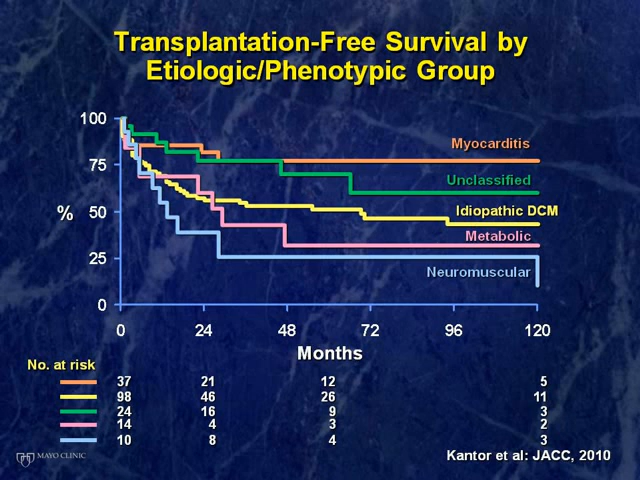 Transplantation-Free Survival by
Etiologic/Phenotypic Group
100
75
%
50
25
0
Myocarditis
Unclassified
Idiopathic DCM
Metabolic
Neuromuscular
0 24 48 72 96 120
Months
No. at risk
37 21 12 5
98 46 26 11
24 16 9 3
14 4 3 2
10 8 4 3
MAYO CLINIC
Kantor et al: JACC, 2010